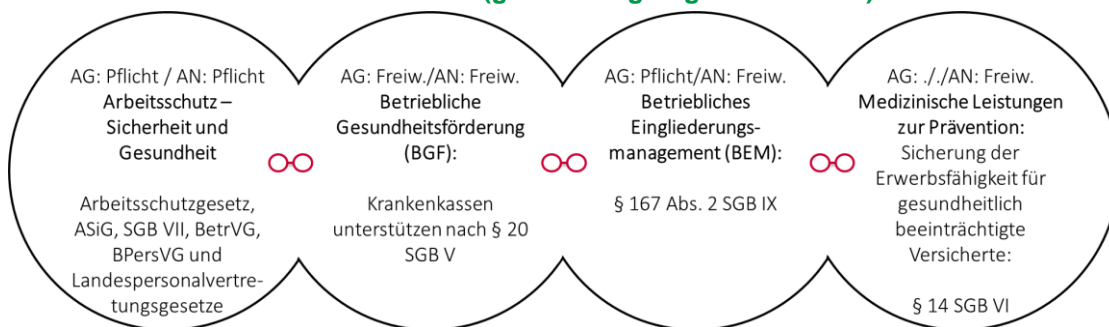 AG: Pflicht / AN: Pflicht
Arbeitsschutz –
Sicherheit und
Gesundheit
Arbeitsschutzgesetz,
ASiG, SGB VII, BetrVG,
BPersVG und
Landespersonalvertre-
tungsgesetze
AG: Freiw./AN: Freiw.
Betriebliche
Gesundheitsförderung
(BGF):
Krankenkassen
unterstützen nach § 20
SGB V
AG: Pflicht/AN: Freiw.
Betriebliches
Eingliederungs-
management (BEM):
§ 167 Abs. 2 SGB IX
AG: ././AN: Freiw.
Medizinische Leistungen
zur Prävention:
Sicherung der
Erwerbsfähigkeit für
gesundheitlich
beeinträchtigte
Versicherte:
§ 14 SGB VI